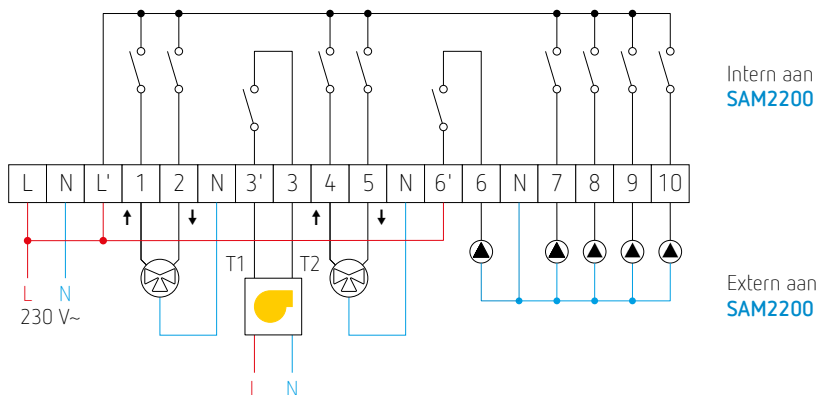 Intern aan
SAM2200
L N L' 1 2 N 3' 3 4 5 N 6' 6 N 7 8 9 10
T1 T2
L N
230 V~
Extern aan
SAM2200
L N